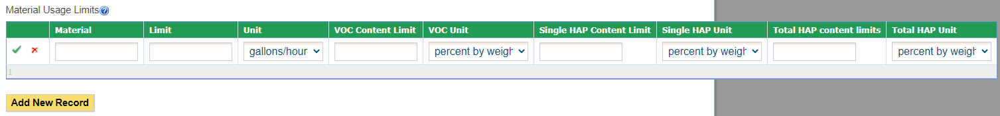 Material Usage Limits?
Material Limit Unit VOC Content Limit VOC Unit Single HAP Content Limit Single HAP Unit Total HAP content limits Total HAP Unit
gallons/hour percent by weigh percent by weigh percent by weigh
1
Add New Record